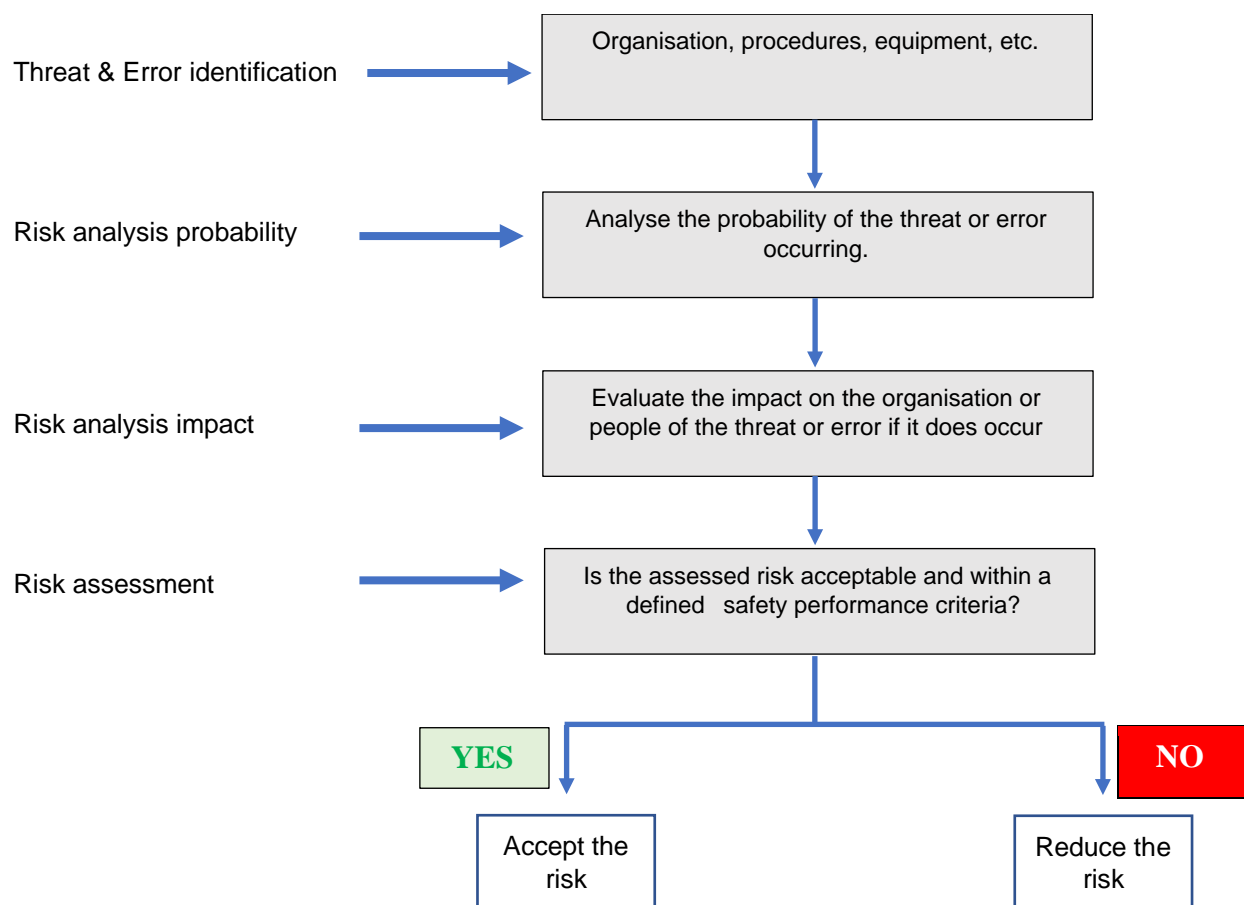 Organisation, procedures, equipment, etc.
Threat & Error identification
Analyse the probability of the threat or error
occurring.
Risk analysis probability
Evaluate the impact on the organisation or
people of the threat or error if it does occur
Risk analysis impact
Is the assessed risk acceptable and within a
defined safety performance criteria?
Risk assessment
YES
NO
Accept the
risk
Reduce the
risk